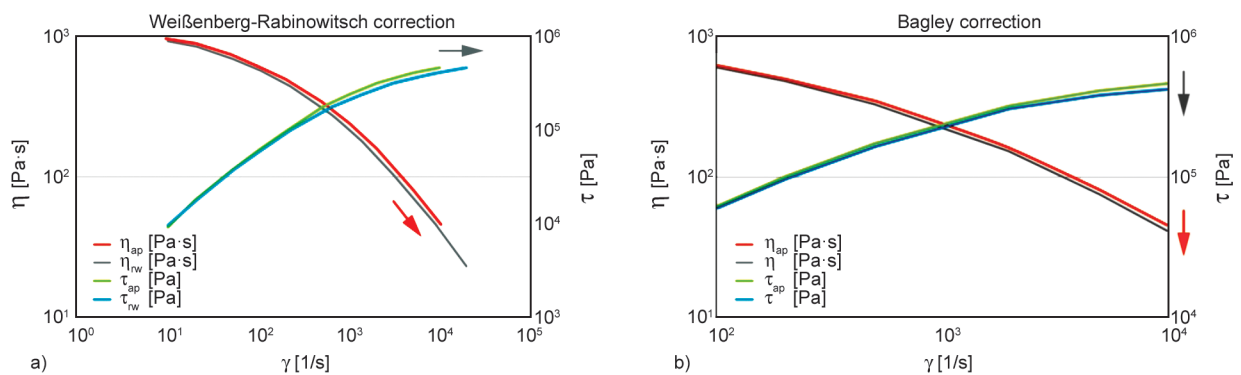 Weißenberg-Rabinowitsch correction
10³
10²
10¹
η [Pa·s]
10⁶
10⁵
10⁴
10³
τ [Pa]
η_ap [Pa·s]
η_rw [Pa·s]
τ_ap [Pa]
τ_rw [Pa]
10⁰ 10¹ 10² 10³ 10⁴ 10⁵
γ [1/s]
a)
Bagley correction
10³
10²
10¹
η [Pa·s]
10⁶
10⁵
10⁴
τ [Pa]
η_ap [Pa·s]
η [Pa·s]
τ_ap [Pa]
τ [Pa]
10² 10³ 10⁴
γ [1/s]
b)